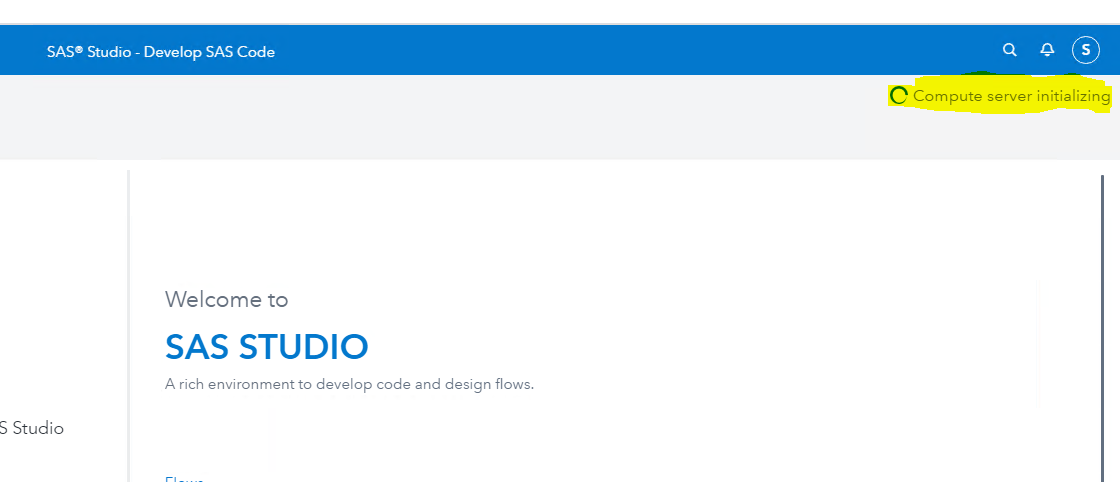 SAS® Studio - Develop SAS Code
S
Compute server initializing
Welcome to
SAS STUDIO
A rich environment to develop code and design flows.
S Studio
Flows